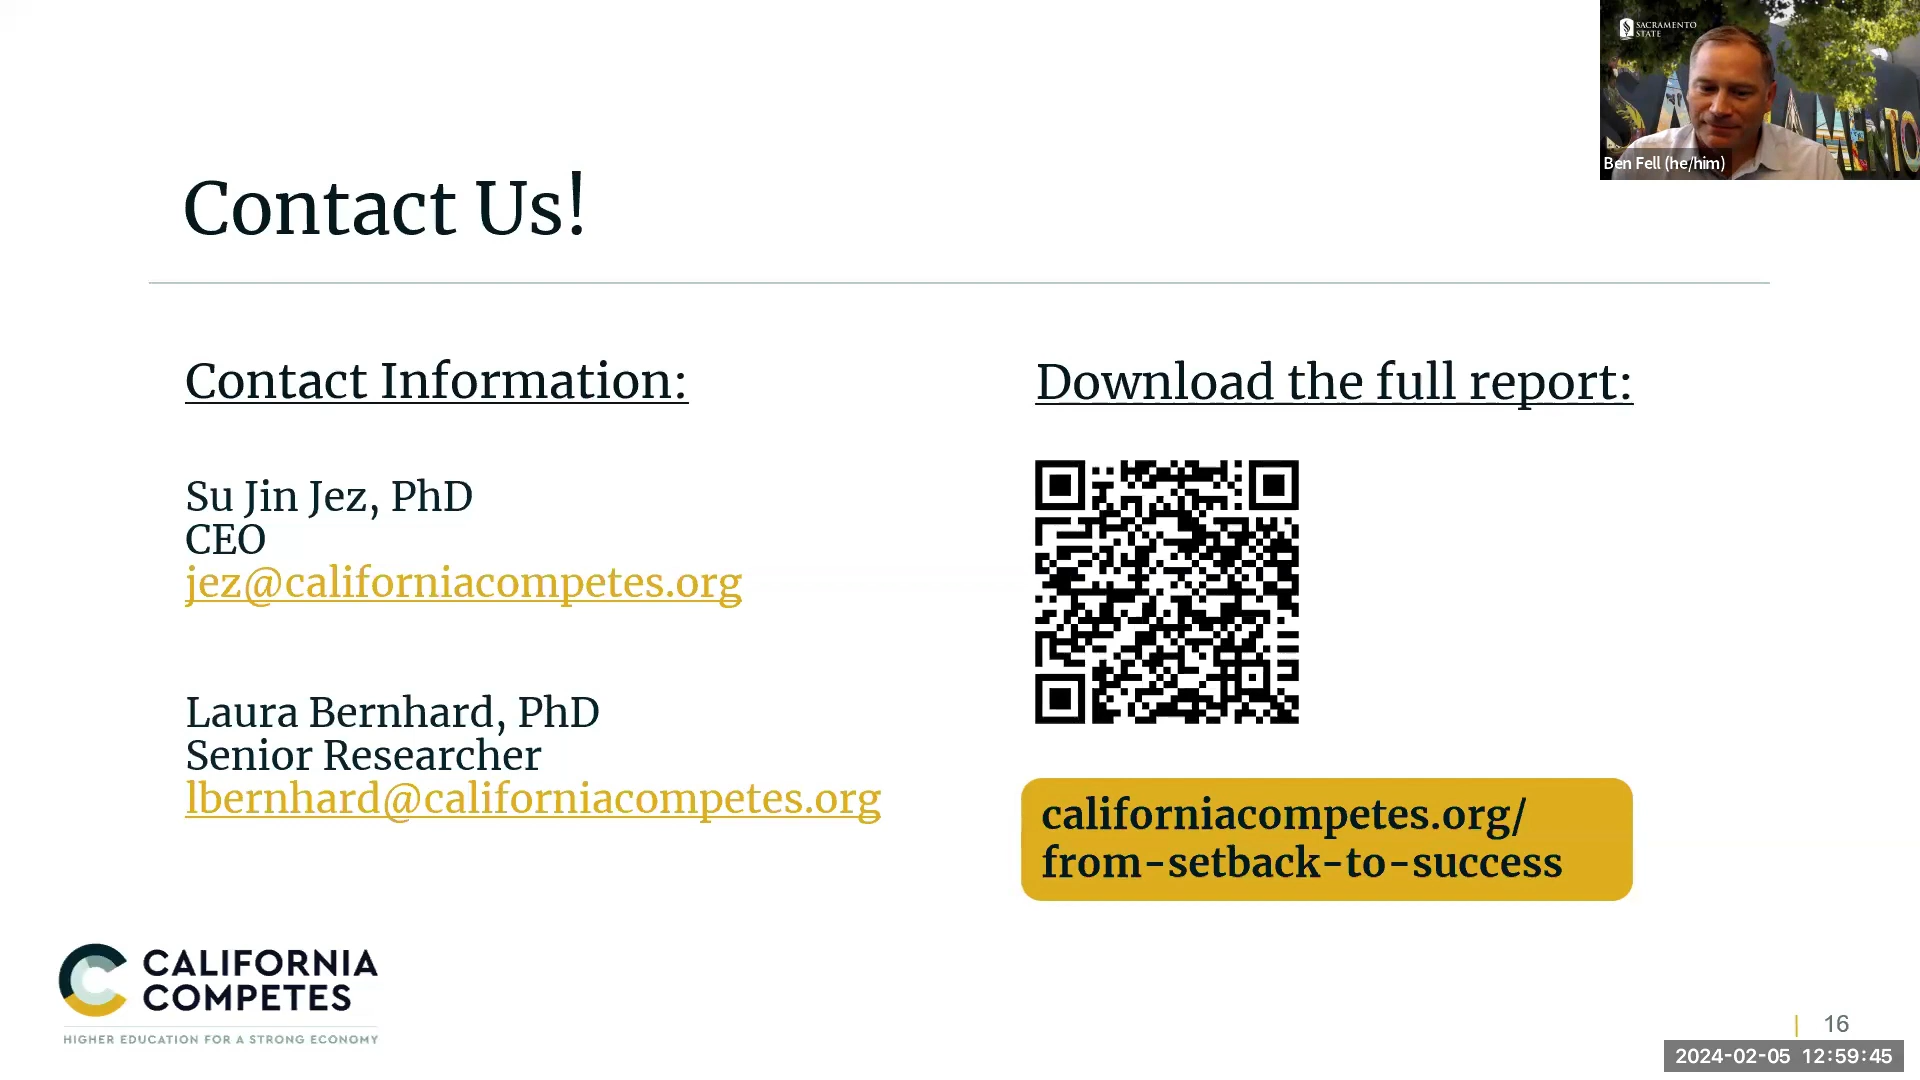 SACRAMENTO
STATE
Ben Fell (he/him)
Contact Us!
Contact Information:
Su Jin Jez, PhD
CEO
jez@californiacompetes.org
Laura Bernhard, PhD
Senior Researcher
lbernhard@californiacompetes.org
Download the full report:
californiacompetes.org/
from-setback-to-success
CALIFORNIA
COMPETES
HIGHER EDUCATION FOR A STRONG ECONOMY
| 16
2024-02-05 12:59:45